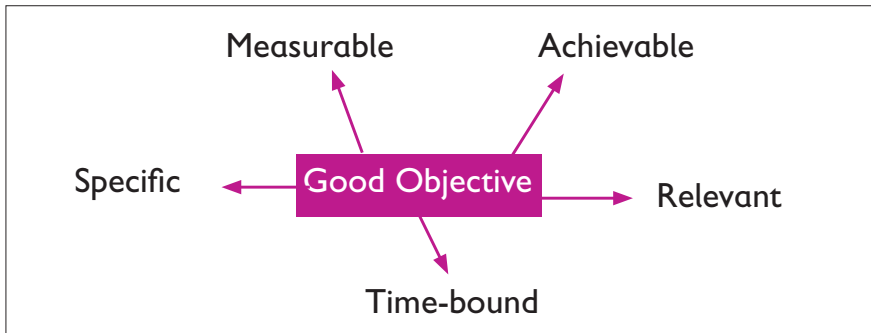 Measurable
Achievable
Specific
Good Objective
Relevant
Time-bound